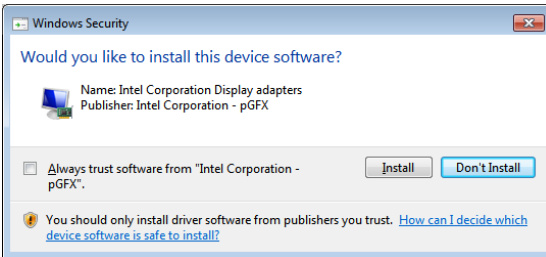 Windows Security
Would you like to install this device software?
Name: Intel Corporation Display adapters
Publisher: Intel Corporation - pGFX
Always trust software from "Intel Corporation -
pGFX".
Install
Don't Install
You should only install driver software from publishers you trust. How can I decide which
device software is safe to install?